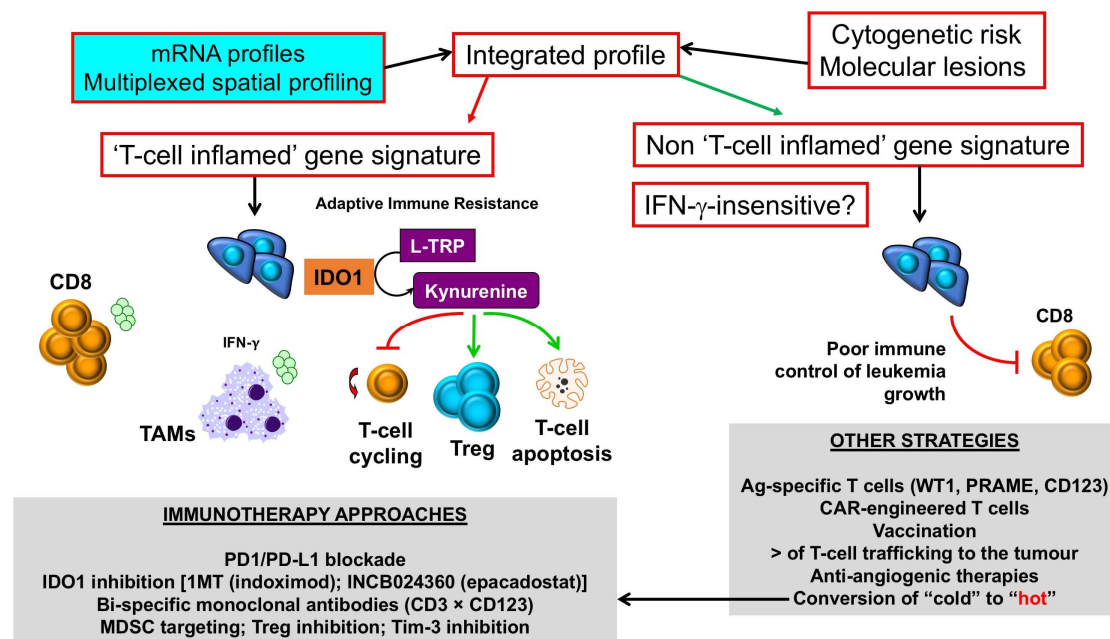 mRNA profiles
Multiplexed spatial profiling
Integrated profile
Cytogenetic risk
Molecular lesions
‘T-cell inflamed’ gene signature
Non ‘T-cell inflamed’ gene signature
IFN-γ-insensitive?
Adaptive Immune Resistance
L-TRP
IDO1
Kynurenine
CD8
IFN-γ
TAMs
T-cell
cycling
Treg
T-cell
apoptosis
CD8
Poor immune
control of leukemia
growth
IMMUNOTHERAPY APPROACHES
PD1/PD-L1 blockade
IDO1 inhibition [1MT (indoximod); INCB024360 (epacadostat)]
Bi-specific monoclonal antibodies (CD3 × CD123)
MDSC targeting; Treg inhibition; Tim-3 inhibition
OTHER STRATEGIES
Ag-specific T cells (WT1, PRAME, CD123)
CAR-engineered T cells
Vaccination
> of T-cell trafficking to the tumour
Anti-angiogenic therapies
Conversion of “cold” to “hot”